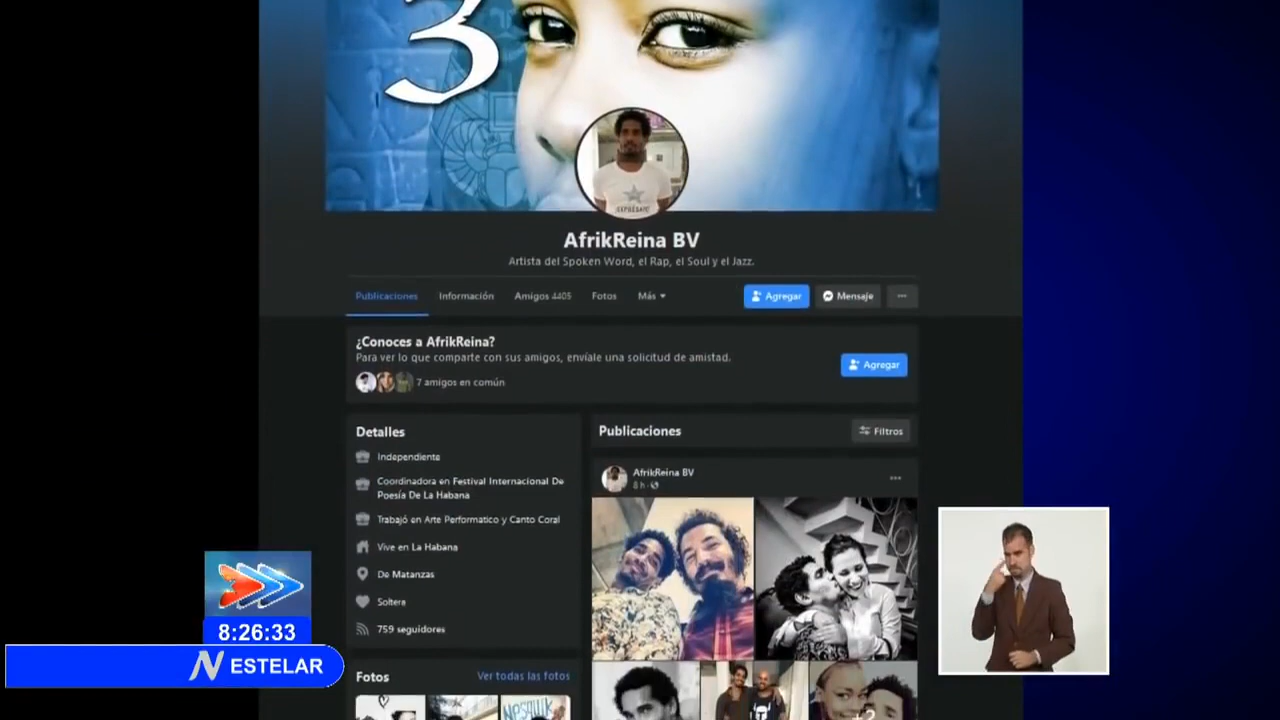 3
¡EXPRÉSATE!
AfrikReina BV
Artista del Spoken Word, el Rap, el Soul y el Jazz.
Publicaciones Información Amigos 4405 Fotos Más Agregar Mensaje
¿Conoces a AfrikReina?
Para ver lo que comparte con sus amigos, envíale una solicitud de amistad.
7 amigos en común
Agregar
Detalles
Independiente
Coordinadora en Festival Internacional De
Poesía De La Habana
Trabajó en Arte Performatico y Canto Coral
Vive en La Habana
De Matanzas
Soltera
759 seguidores
Fotos Ver todas las fotos
Publicaciones Filtros
AfrikReina BV
8 h
+2
8:26:33
N ESTELAR